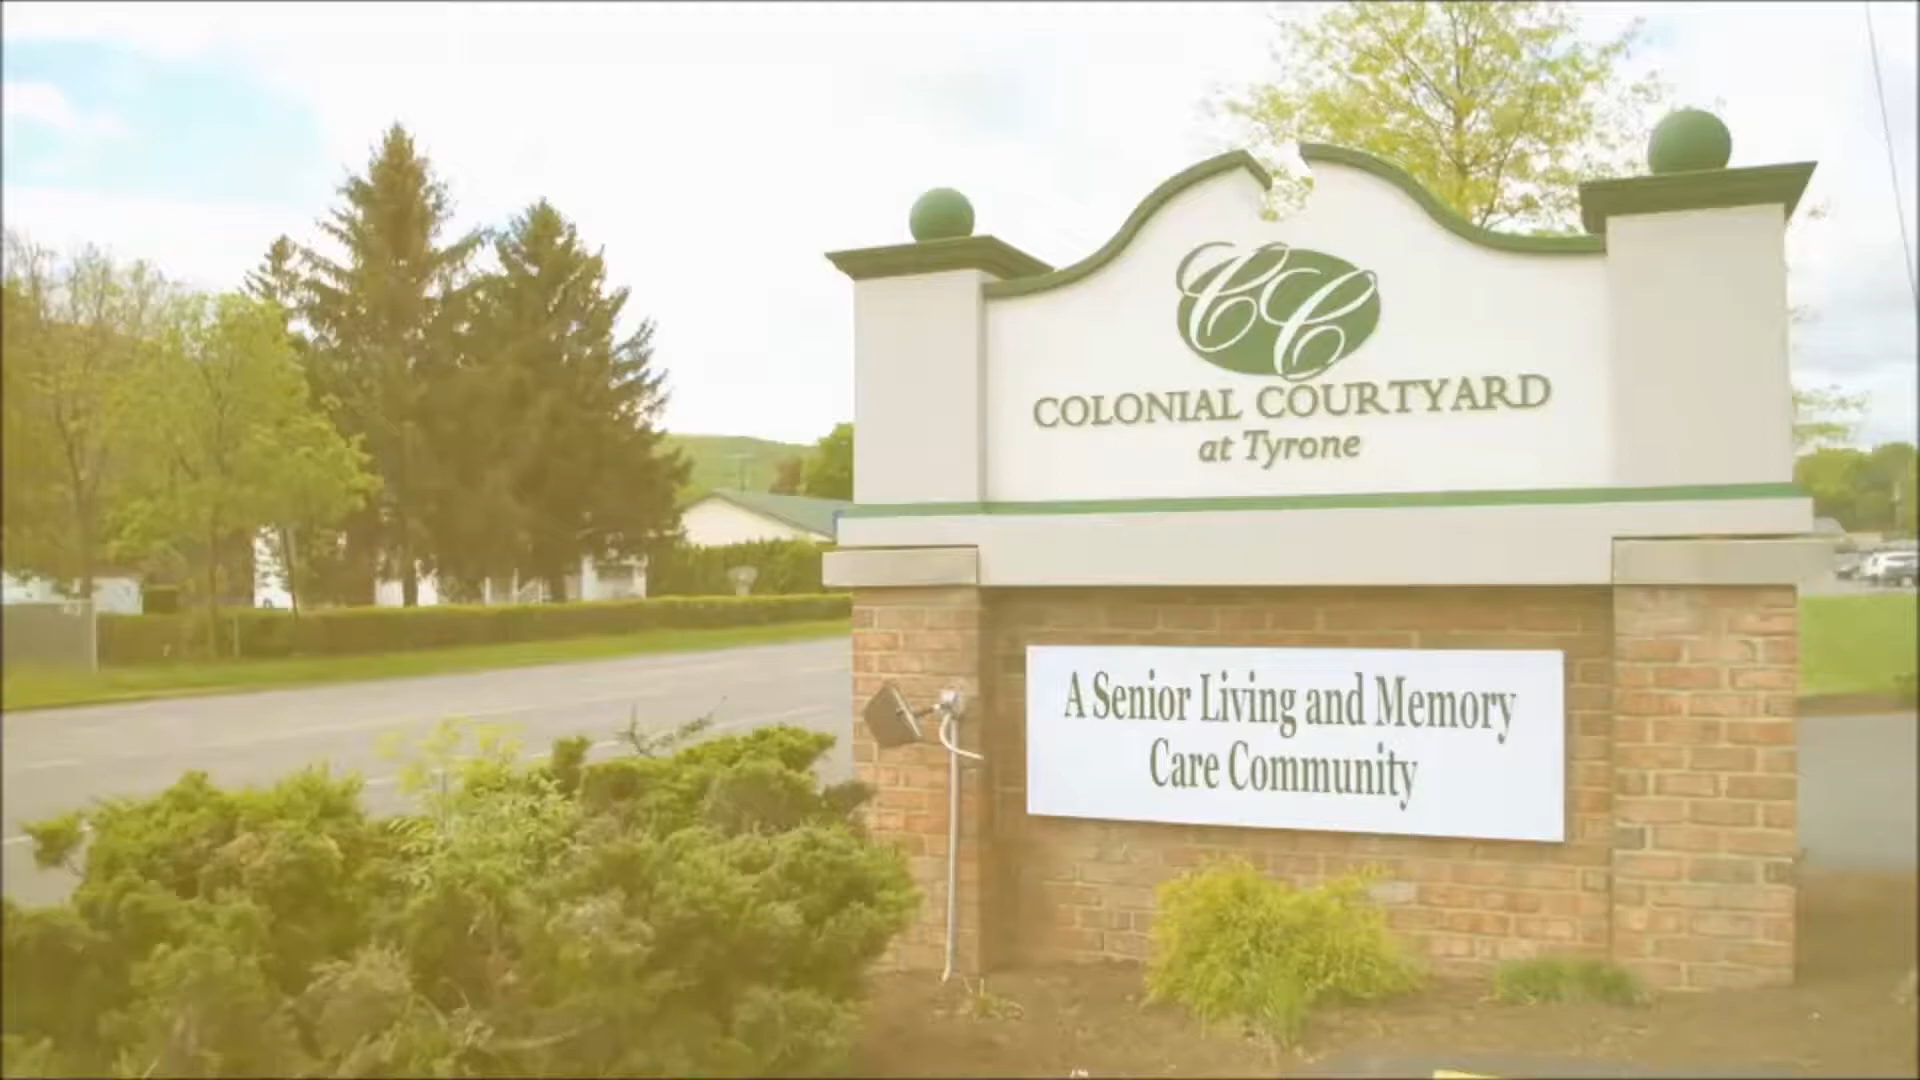 CC
COLONIAL COURTYARD
at Tyrone
A Senior Living and Memory
Care Community